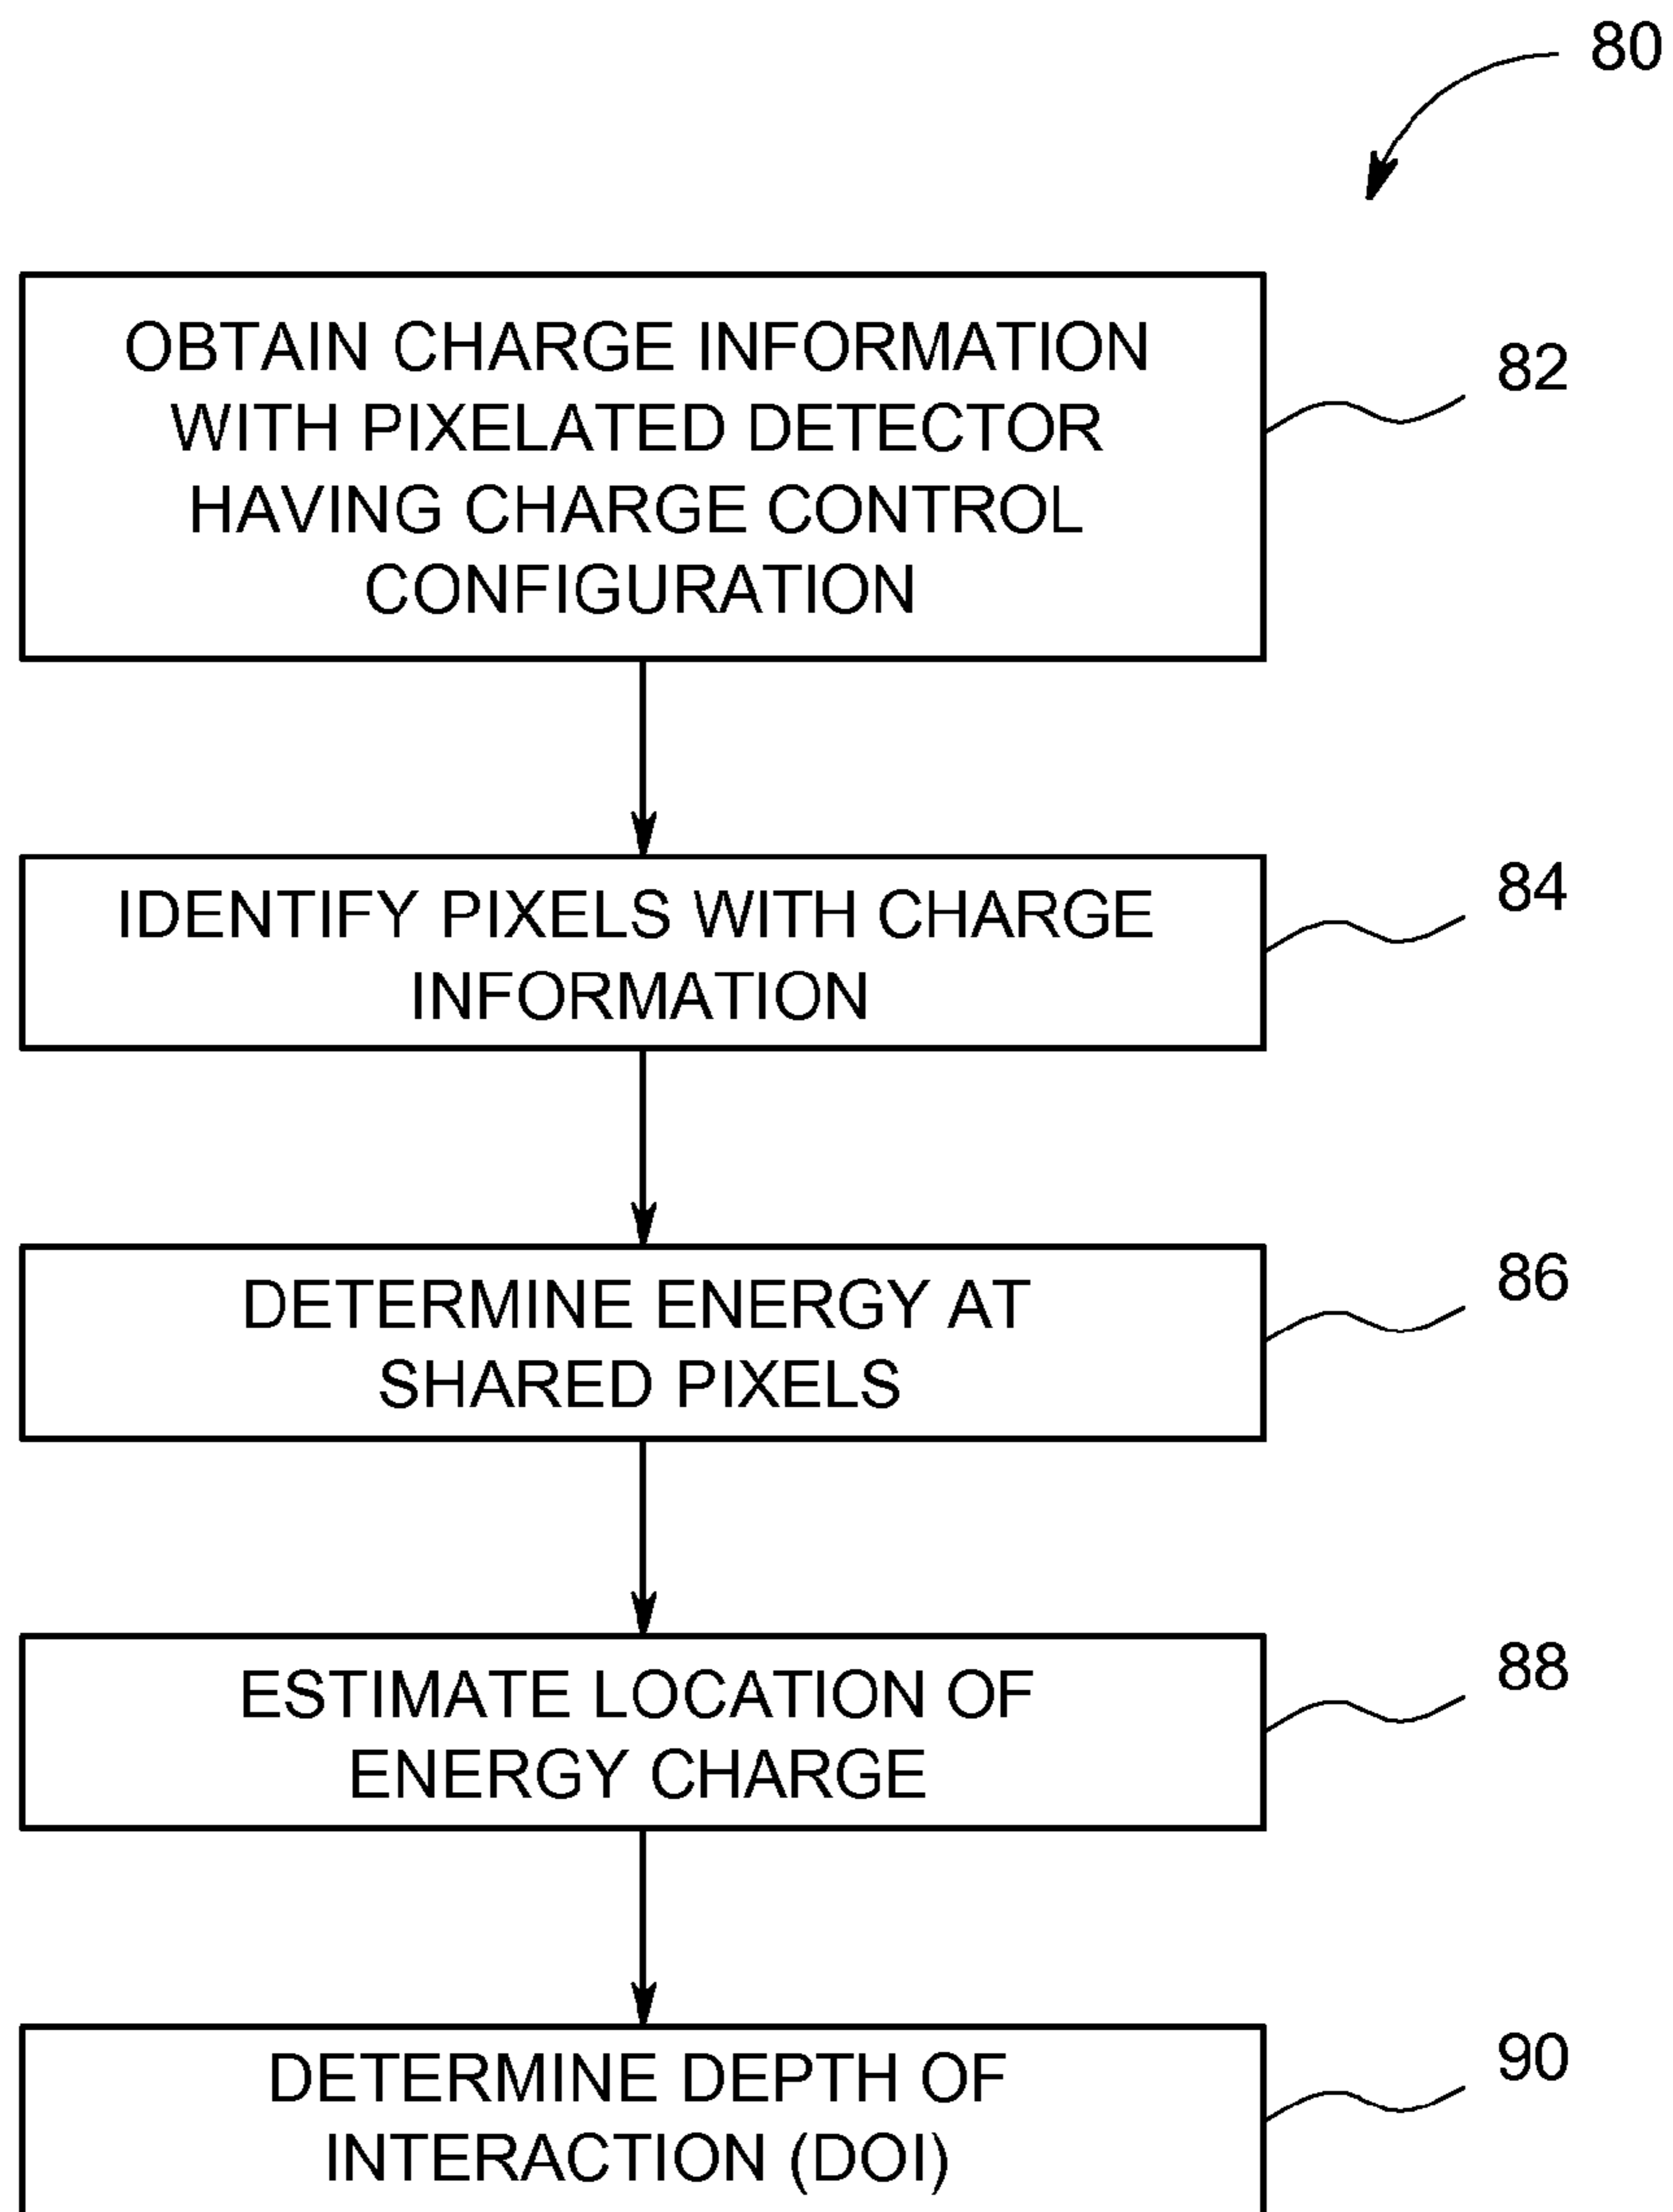 80
OBTAIN CHARGE INFORMATION
WITH PIXELATED DETECTOR
HAVING CHARGE CONTROL
CONFIGURATION
82
IDENTIFY PIXELS WITH CHARGE
INFORMATION
84
DETERMINE ENERGY AT
SHARED PIXELS
86
ESTIMATE LOCATION OF
ENERGY CHARGE
88
DETERMINE DEPTH OF
INTERACTION (DOI)
90